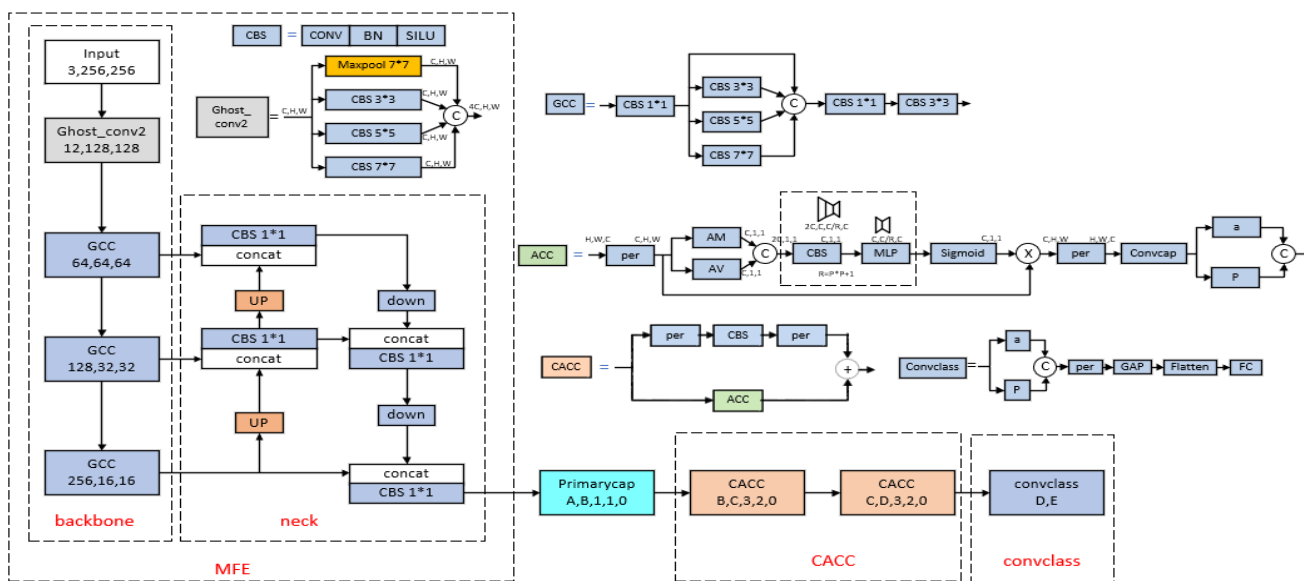 Input
3,256,256
Ghost_conv2
12,128,128
GCC
64,64,64
GCC
128,32,32
GCC
256,16,16
backbone
CBS = CONV BN SILU
Ghost_
conv2
=
C,H,W
Maxpool 7*7
C,H,W
CBS 3*3
C,H,W
CBS 5*5
C,H,W
CBS 7*7
C,H,W
C
4C,H,W
CBS 1*1
concat
UP
CBS 1*1
concat
UP
down
concat
CBS 1*1
down
concat
CBS 1*1
neck
MFE
GCC = CBS 1*1
CBS 3*3
CBS 5*5
CBS 7*7
C
CBS 1*1
CBS 3*3
ACC =
H,W,C
per
C,H,W
AM
C,1,1
AV
C,1,1
C
2C,1,1
2C,C,C/R,C
CBS
C,1,1
MLP
C,C/R,C
R=P*P+1
Sigmoid
C,1,1
X
C,H,W
per
H,W,C
Convcap
a
P
C
CACC =
per
CBS
per
ACC
+
Convclass =
a
P
C
per
GAP
Flatten
FC
Primarycap
A,B,1,1,0
CACC
B,C,3,2,0
CACC
C,D,3,2,0
CACC
convclass
D,E
convclass